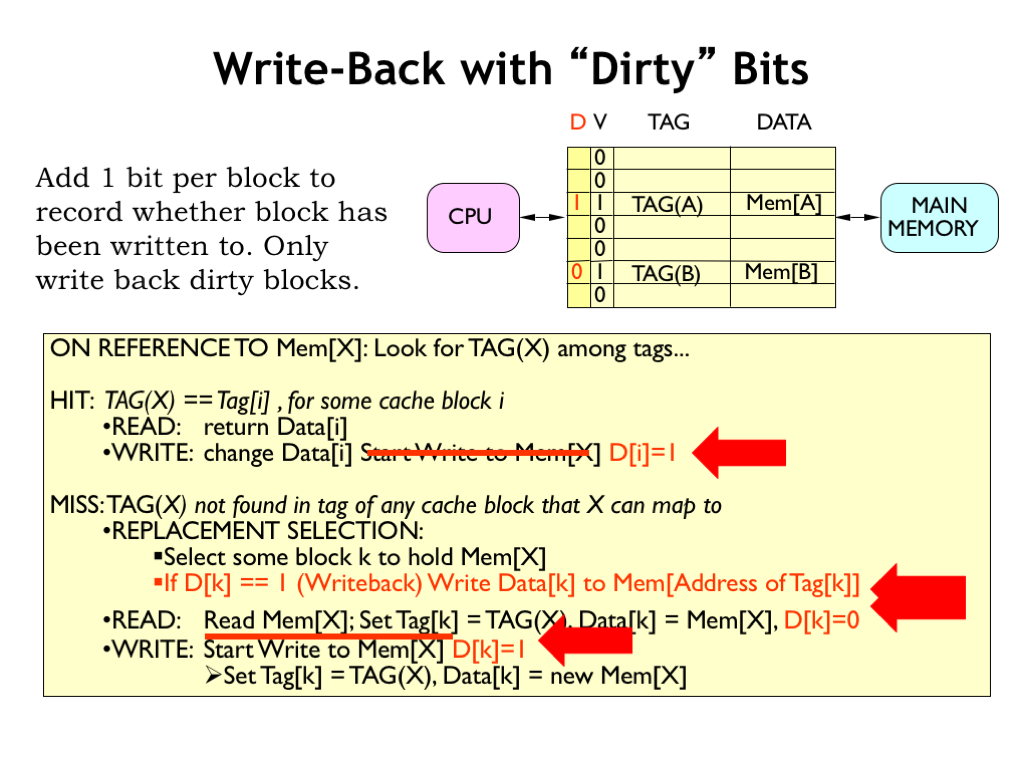 Write-Back with “Dirty” Bits
D V TAG DATA
Add 1 bit per block to
record whether block has
been written to. Only
write back dirty blocks.
CPU
0
0
1 1 TAG(A) Mem[A]
0
0
0 1 TAG(B) Mem[B]
0
MAIN
MEMORY
ON REFERENCE TO Mem[X]: Look for TAG(X) among tags...
HIT: TAG(X) == Tag[i] , for some cache block i
•READ: return Data[i]
•WRITE: change Data[i] Start Write to Mem[X] D[i]=1
MISS: TAG(X) not found in tag of any cache block that X can map to
•REPLACEMENT SELECTION:
▪Select some block k to hold Mem[X]
▪If D[k] == 1 (Writeback) Write Data[k] to Mem[Address of Tag[k]]
•READ: Read Mem[X]; Set Tag[k] = TAG(X), Data[k] = Mem[X], D[k]=0
•WRITE: Start Write to Mem[X] D[k]=1
➢Set Tag[k] = TAG(X), Data[k] = new Mem[X]